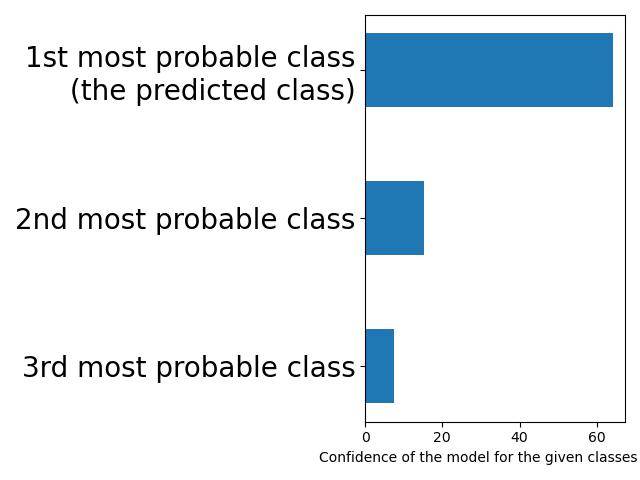 1st most probable class
(the predicted class)
2nd most probable class
3rd most probable class
0 20 40 60
Confidence of the model for the given classes